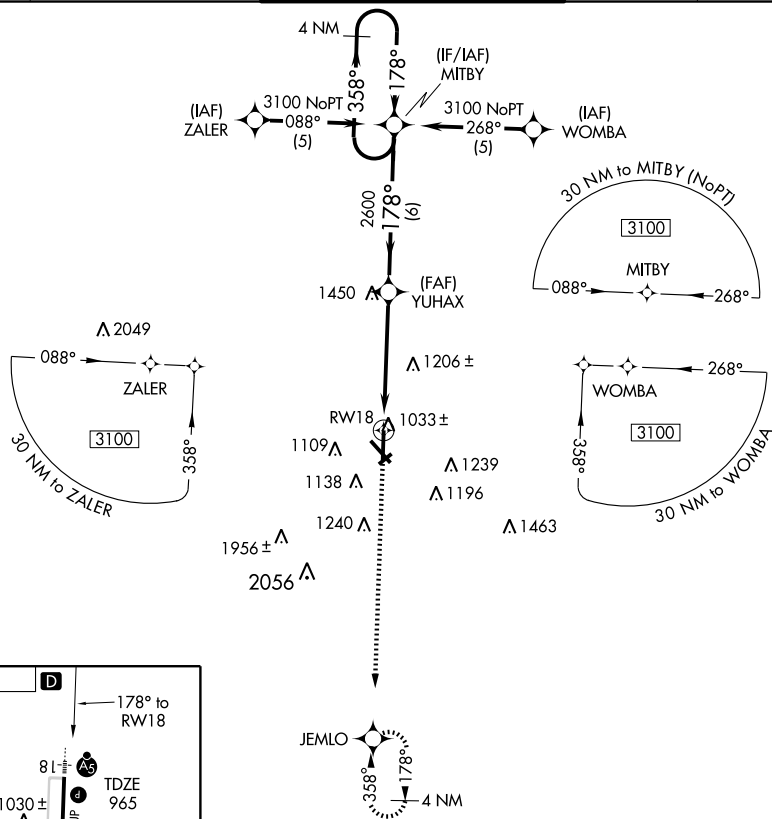 4 NM
358°
178°
(IF/IAF)
MITBY
(IAF)
ZALER
3100 NoPT
088°
(5)
3100 NoPT
268°
(5)
(IAF)
WOMBA
2600
178°
(6)
30 NM to MITBY (NoPT)
3100
MITBY
088°
268°
1450
(FAF)
YUHAX
2049
088°
ZALER
3100
358°
30 NM to ZALER
1206 ±
268°
WOMBA
3100
358°
30 NM to WOMBA
RW18
1033 ±
1109
1138
1239
1196
1240
1463
1956 ±
2056
D
178° to
RW18
18
A5
TDZE
965
P
1030 ±
UP
JEMLO
358°
178°
4 NM